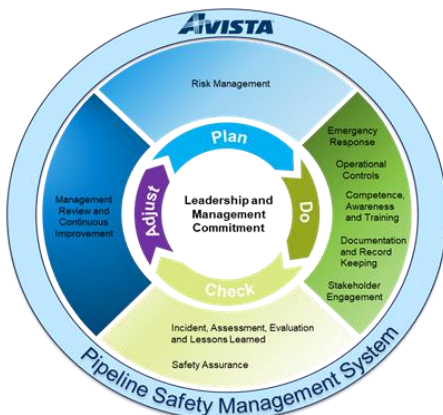 AVISTA
Risk Management
Plan
Emergency
Response
Operational
Controls
Competence,
Awareness
and Training
Documentation
and Record
Keeping
Stakeholder
Engagement
Do
Leadership and
Management
Commitment
Adjust
Management
Review and
Continuous
Improvement
Check
Incident, Assessment, Evaluation
and Lessons Learned
Safety Assurance
Pipeline Safety Management System